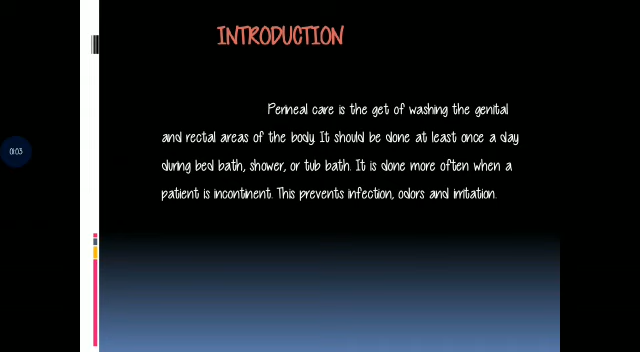 INTRODUCTION
Perineal care is the get of washing the genital
and rectal areas of the body. It should be done at least once a day
during bed bath, shower, or tub bath. It is done more often when a
patient is incontinent. This prevents infection, odors and irritation.
01:03